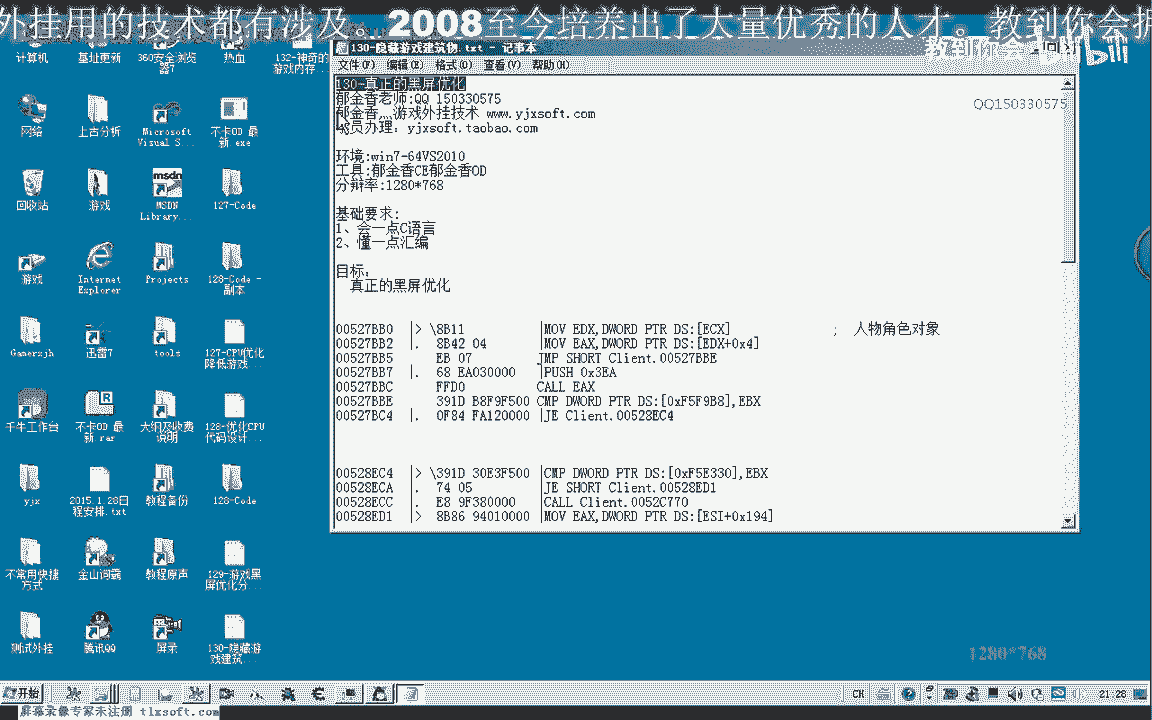 外挂用的技术都有涉及。2008至今培养出了大量优秀的人才。教到你会
教到你会
bilibili
130-隐藏游戏建筑物.txt - 记事本
文件(F) 编辑(E) 格式(O) 查看(V) 帮助(H)
130-真正的黑屏优化
郁金香老师:QQ 150330575
郁金香灬游戏外挂技术 www.yjxsoft.com
员办理：yjxsoft.taobao.com
QQ150330575
环境:win7-64VS2010
工具:郁金香CE郁金香OD
分辩率:1280*768
基础要求:
1、会一点C语言
2、懂一点汇编
目标：
真正的黑屏优化
00527BB0 |> \8B11 |MOV EDX,DWORD PTR DS:[ECX] ; 人物角色对象
00527BB2 |. 8B42 04 |MOV EAX,DWORD PTR DS:[EDX+0x4]
00527BB5 EB 07 JMP SHORT Client.00527BBE
00527BB7 |. 68 EA030000 |PUSH 0x3EA
00527BBC FFD0 CALL EAX
00527BBE 391D B8F9F500 CMP DWORD PTR DS:[0xF5F9B8],EBX
00527BC4 |. 0F84 FA120000 |JE Client.00528EC4
00528EC4 |> \391D 30E3F500 |CMP DWORD PTR DS:[0xF5E330],EBX
00528ECA |. 74 05 |JE SHORT Client.00528ED1
00528ECC |. E8 9F380000 |CALL Client.0052C770
00528ED1 |> 8B86 94010000 |MOV EAX,DWORD PTR DS:[ESI+0x194]
计算机 基址更新 360安全浏览器7 热血 132-神奇的游戏内存...
网络 上古分析 Microsoft Visual S... 不卡OD 最新.exe
回收站 游戏 MSDN Library... 127-Code
游戏 Internet Explorer Projects 128-Code - 副本
Gamerzjh 迅雷7 tools 127-CPU优化降低游戏...
千牛工作台 不卡OD 最新.rar 大纲及收费说明 128-优化CPU代码设计...
yjx 2015.1.28日程安排.txt 教程备份 128-Code
不常用快捷方式 金山词霸 教程原声 129-游戏黑屏优化分...
测试外挂 腾讯QQ 屏录 130-隐藏游戏建筑...
1280*768
开始
CH
21:28
屏幕录像专家未注册 tlxsoft.com